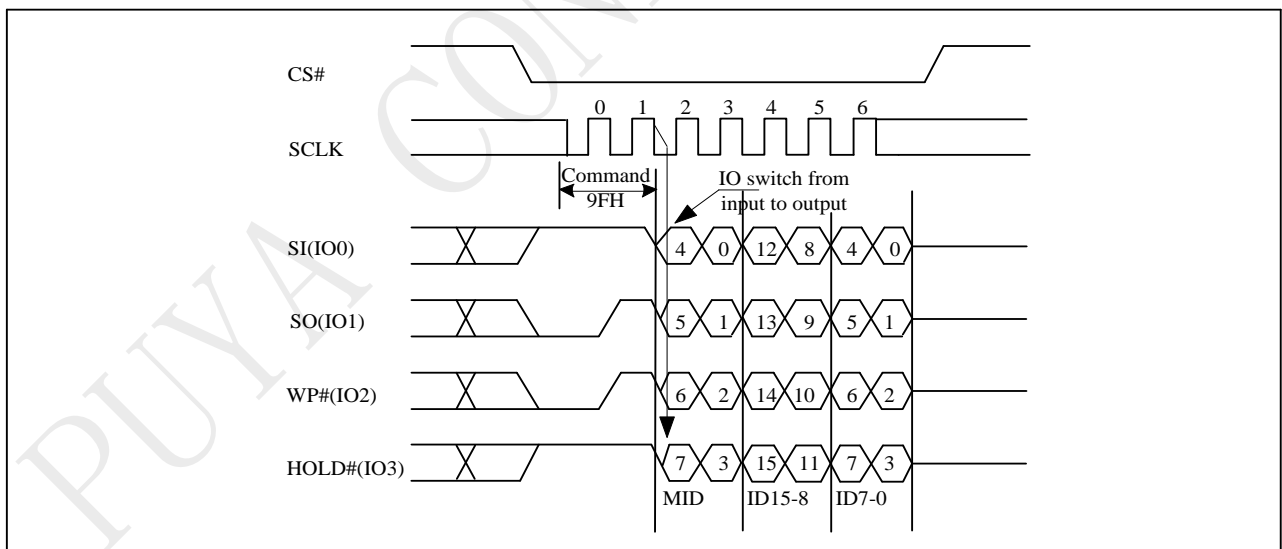 PUYA CON
CS#
0 1 2 3 4 5 6
SCLK
Command
9FH
IO switch from
input to output
SI(IO0)
4 0 12 8 4 0
SO(IO1)
5 1 13 9 5 1
WP#(IO2)
6 2 14 10 6 2
HOLD#(IO3)
7 3 15 11 7 3
MID ID15-8 ID7-0